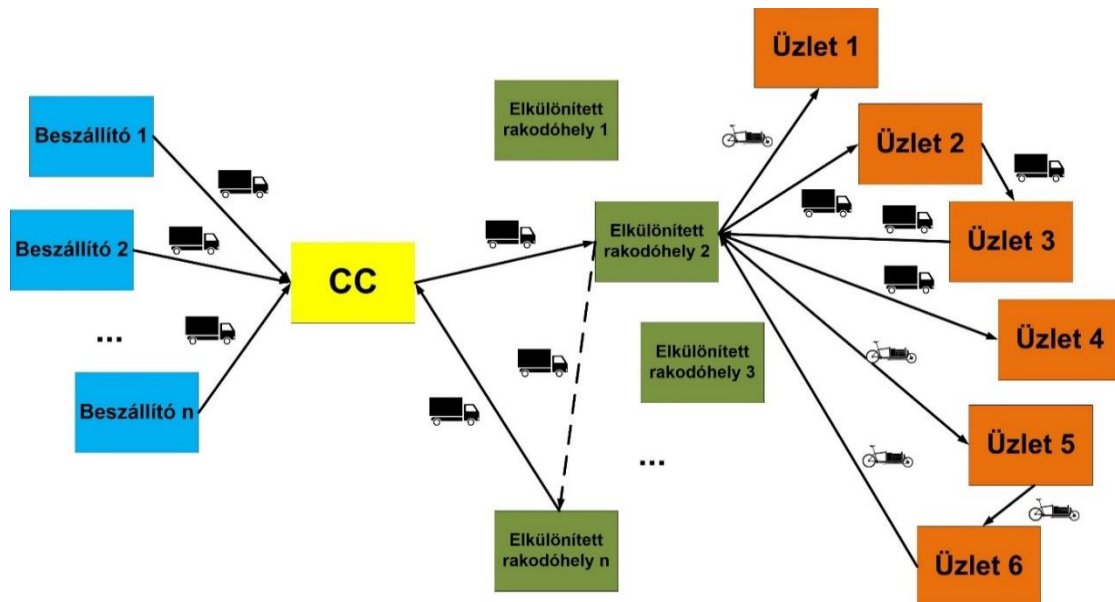 Beszállító 1
Beszállító 2
...
Beszállító n
CC
Elkülönített
rakodóhely 1
Elkülönített
rakodóhely 2
Elkülönített
rakodóhely 3
...
Elkülönített
rakodóhely n
Üzlet 1
Üzlet 2
Üzlet 3
Üzlet 4
Üzlet 5
Üzlet 6